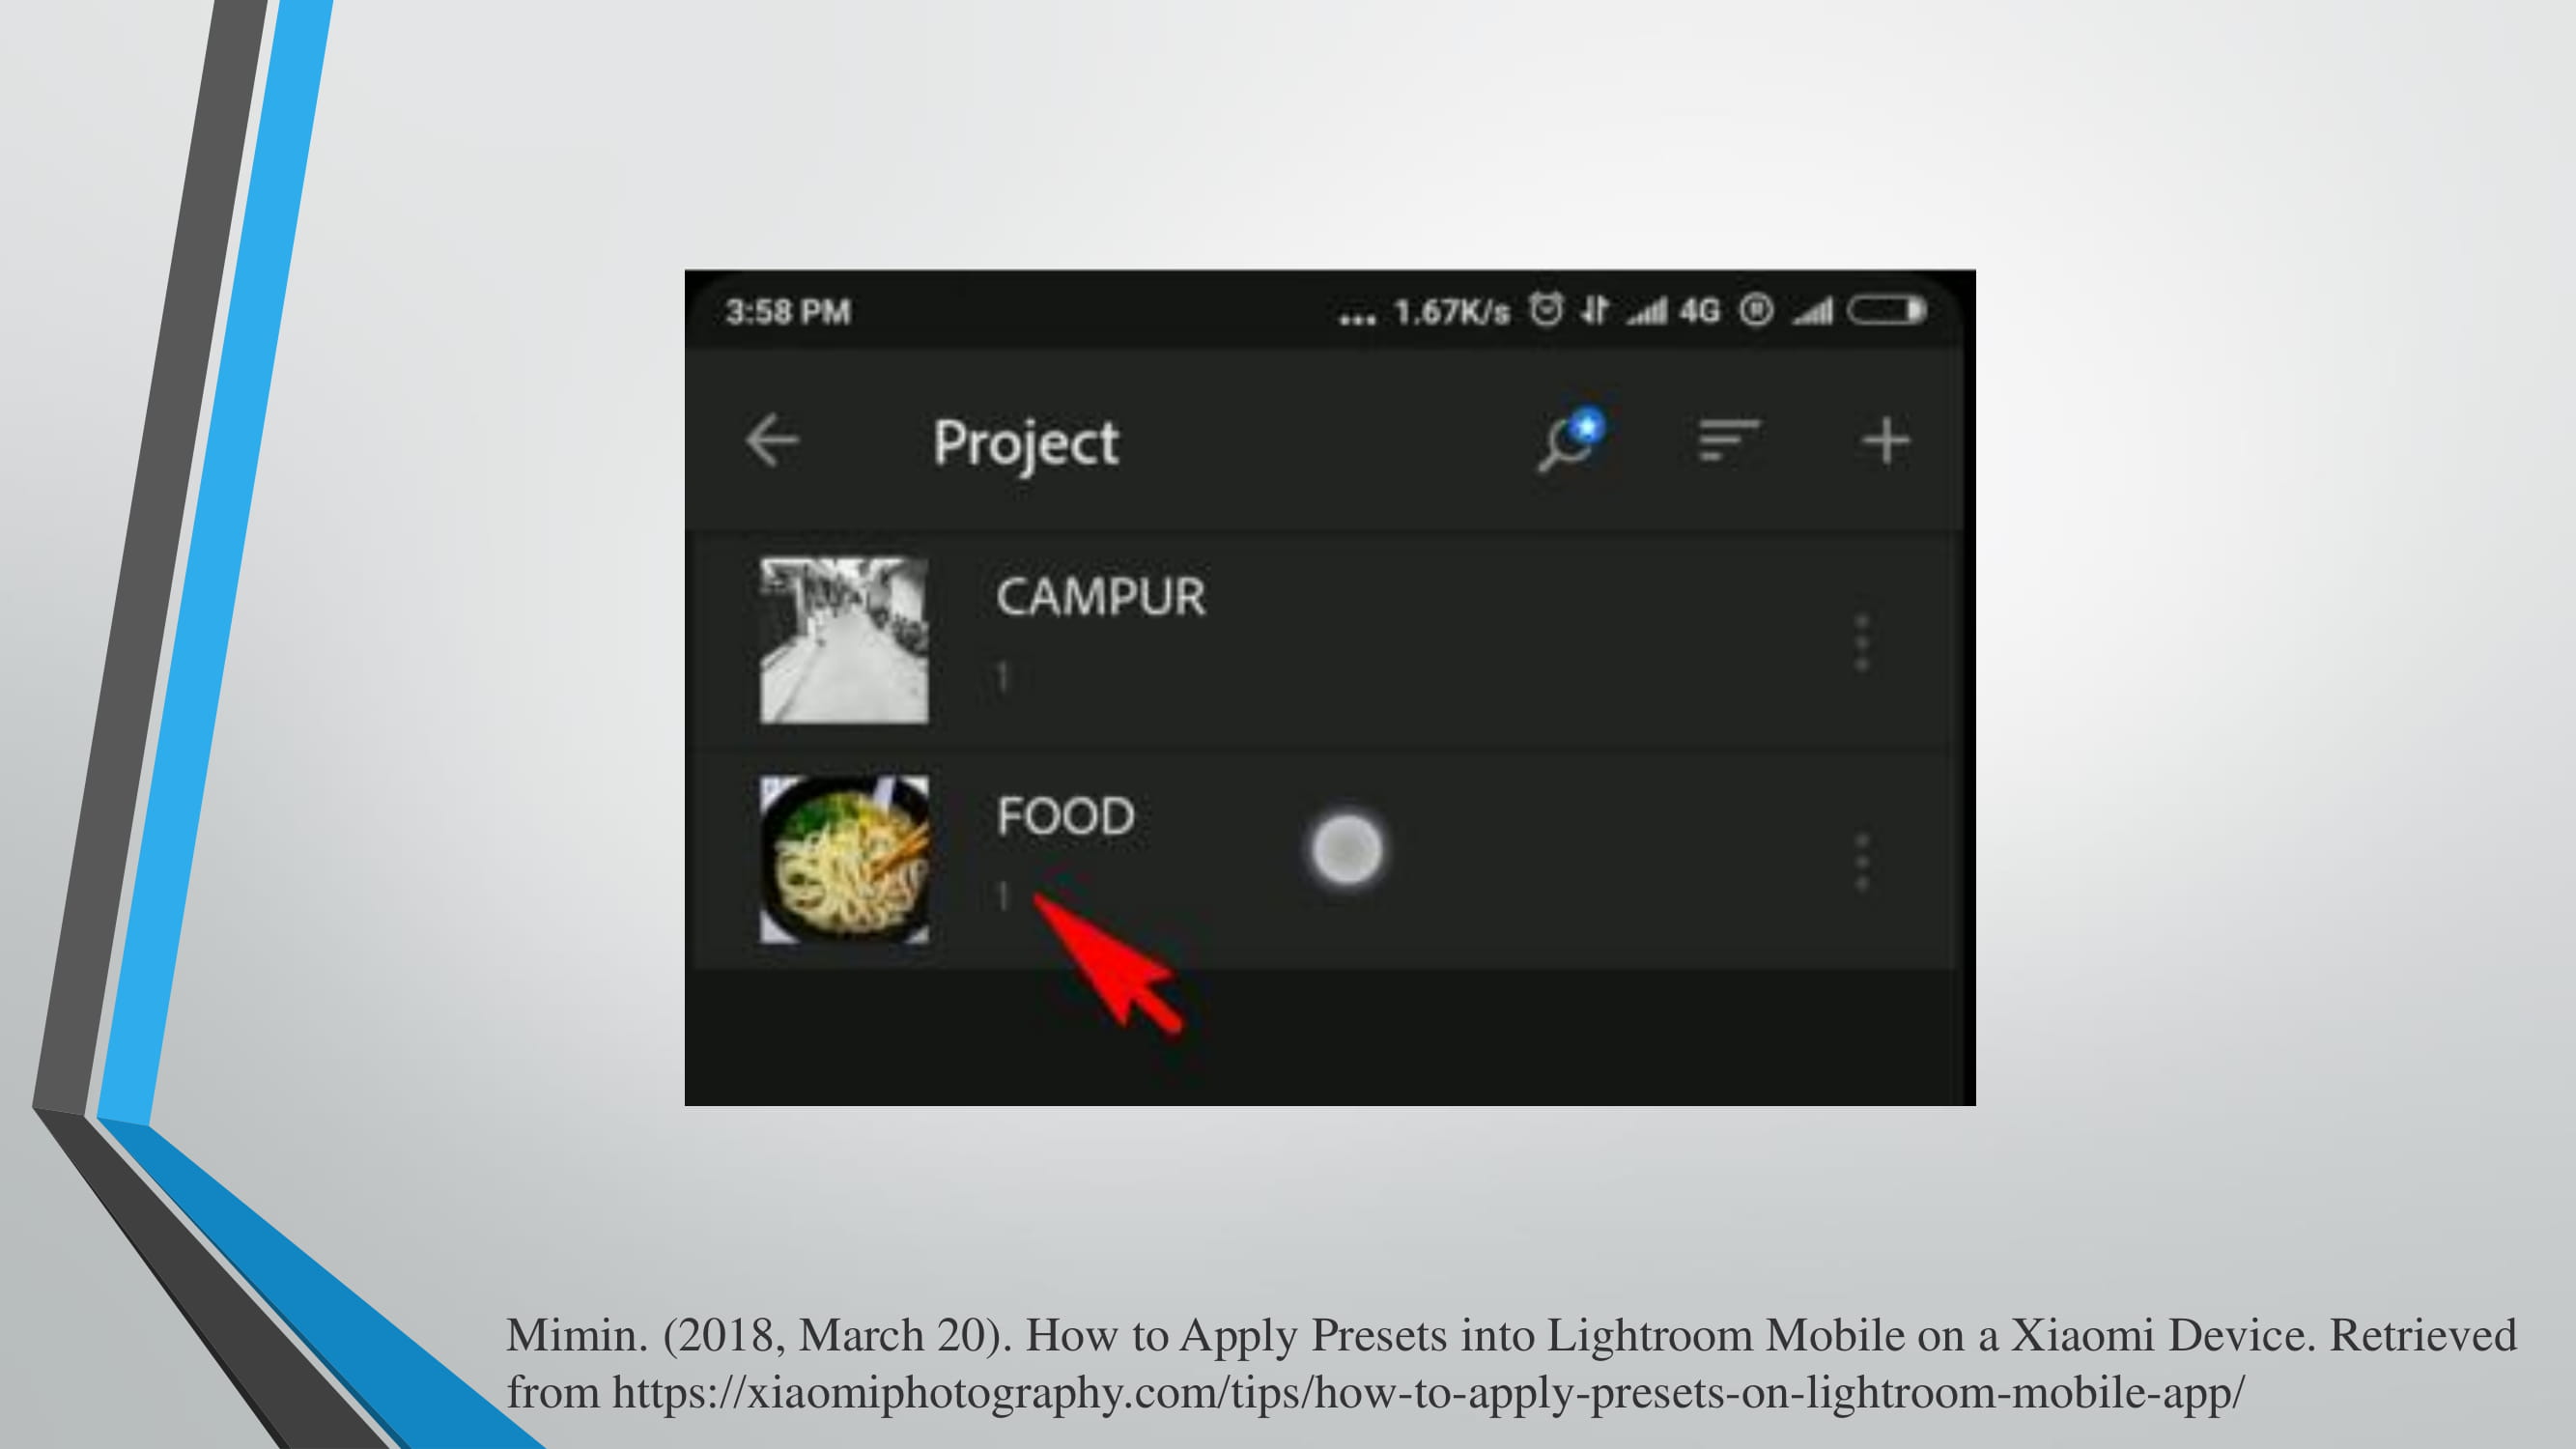 3:58 PM ... 1.67K/s 4G R
Project
CAMPUR
1
FOOD
1
Mimin. (2018, March 20). How to Apply Presets into Lightroom Mobile on a Xiaomi Device. Retrieved
from https://xiaomiphotography.com/tips/how-to-apply-presets-on-lightroom-mobile-app/